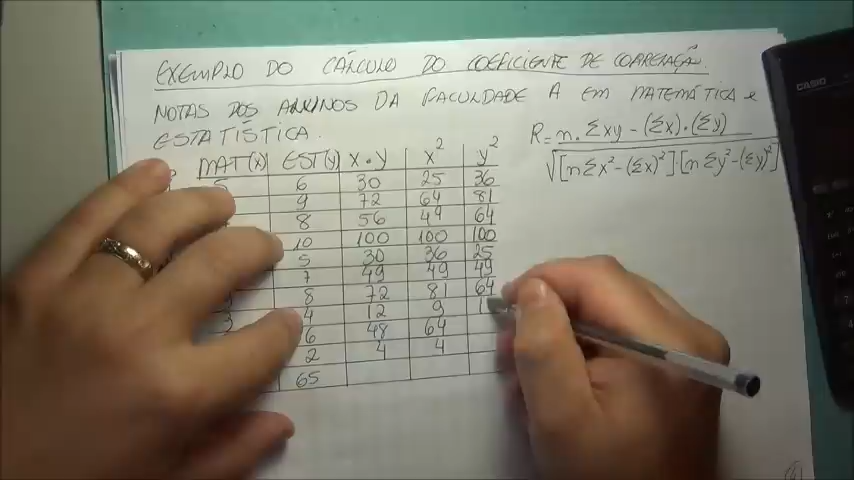 EXEMPLO DO CÁLCULO DO COEFICIENTE DE CORRELAÇÃO.
NOTAS DOS ALUNOS DA FACULDADE A EM MATEMÁTICA E
ESTATÍSTICA.
R = n. Σxy - (Σx).(Σy)
√[nΣx²-(Σx)²].[nΣy²-(Σy)²]
MAT(x) EST(y) x.y x² y²
5 6 30 25 36
9 72 64 81
8 56 49 64
10 100 100 100
5 30 36 25
7 49 49 49
8 72 81 64
3 4 12 9 1
6 48 64
2 4 4
65
CASIO